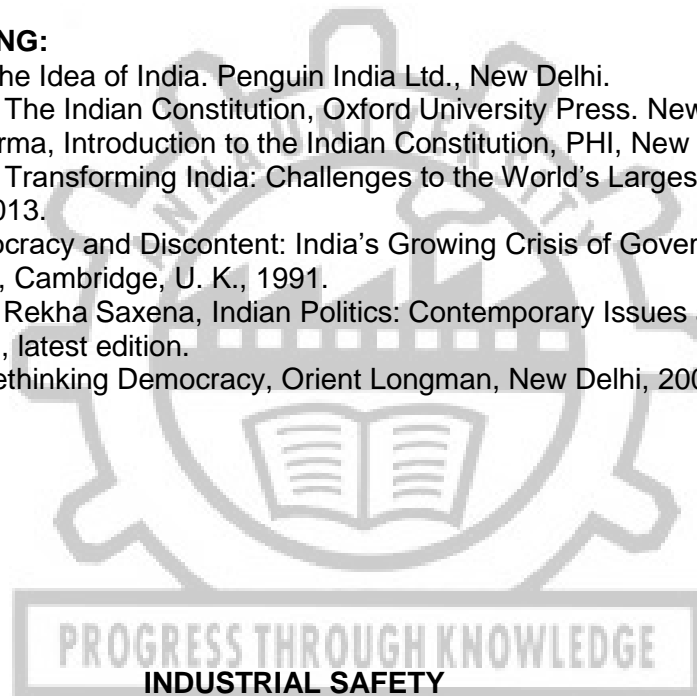 NG:
he Idea of India. Penguin India Ltd., New Delhi.
The Indian Constitution, Oxford University Press. New
rma, Introduction to the Indian Constitution, PHI, New
Transforming India: Challenges to the World's Larges
013.
ocracy and Discontent: India's Growing Crisis of Gover
, Cambridge, U. K., 1991.
Rekha Saxena, Indian Politics: Contemporary Issues
, latest edition.
ethinking Democracy, Orient Longman, New Delhi, 200
ANNA UNIVERSITY
PROGRESS THROUGH KNOWLEDGE
INDUSTRIAL SAFETY